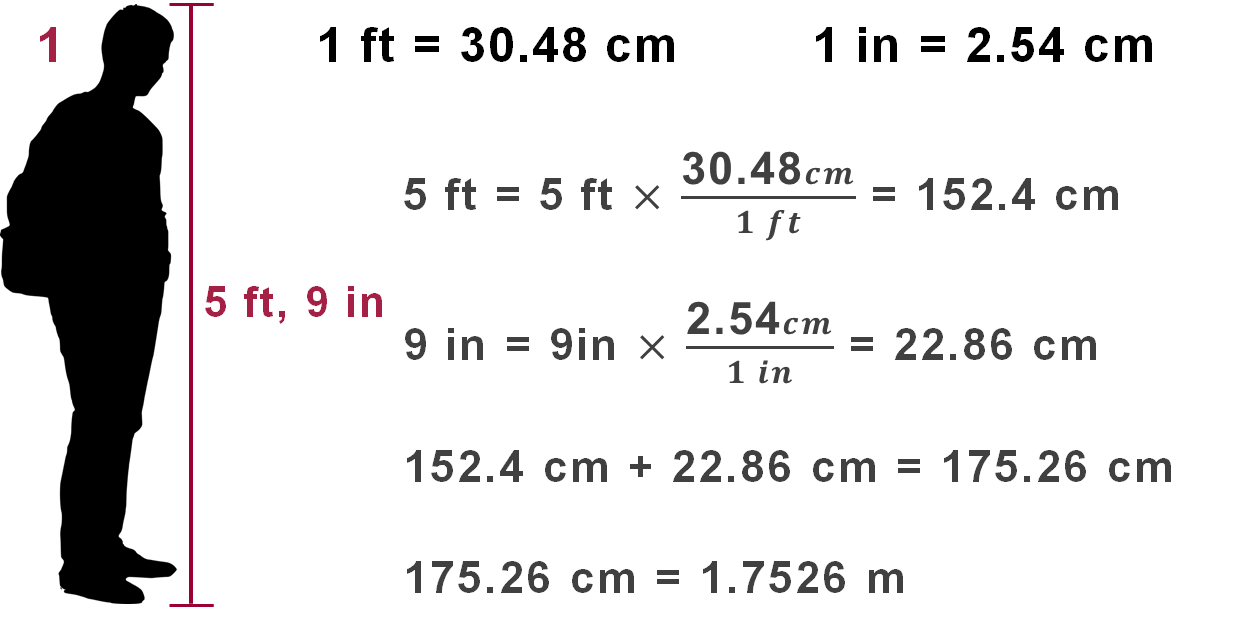 1
1 ft = 30.48 cm 1 in = 2.54 cm
5 ft = 5 ft × 30.48cm / 1 ft = 152.4 cm
5 ft, 9 in
9 in = 9in × 2.54cm / 1 in = 22.86 cm
152.4 cm + 22.86 cm = 175.26 cm
175.26 cm = 1.7526 m